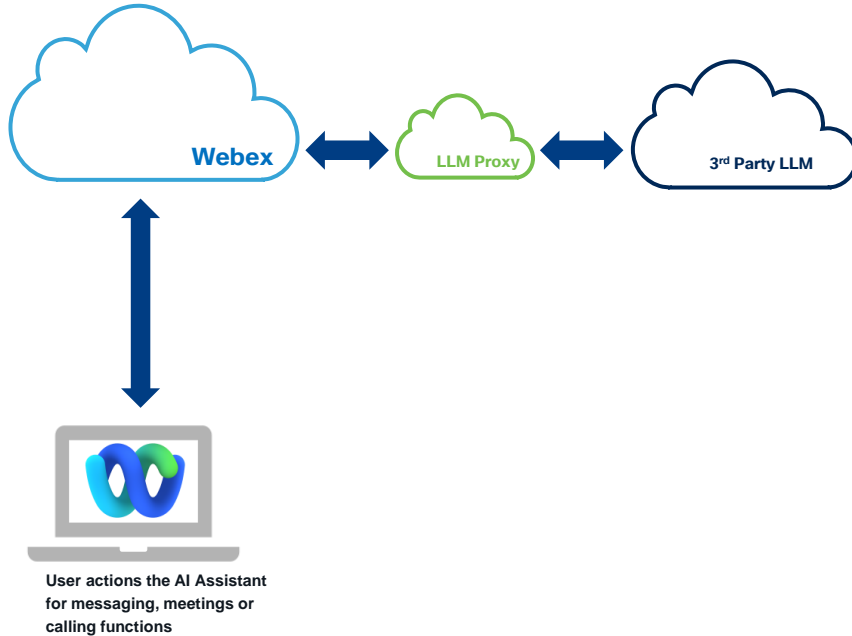 Webex
LLM Proxy
3rd Party LLM
User actions the AI Assistant
for messaging, meetings or
calling functions